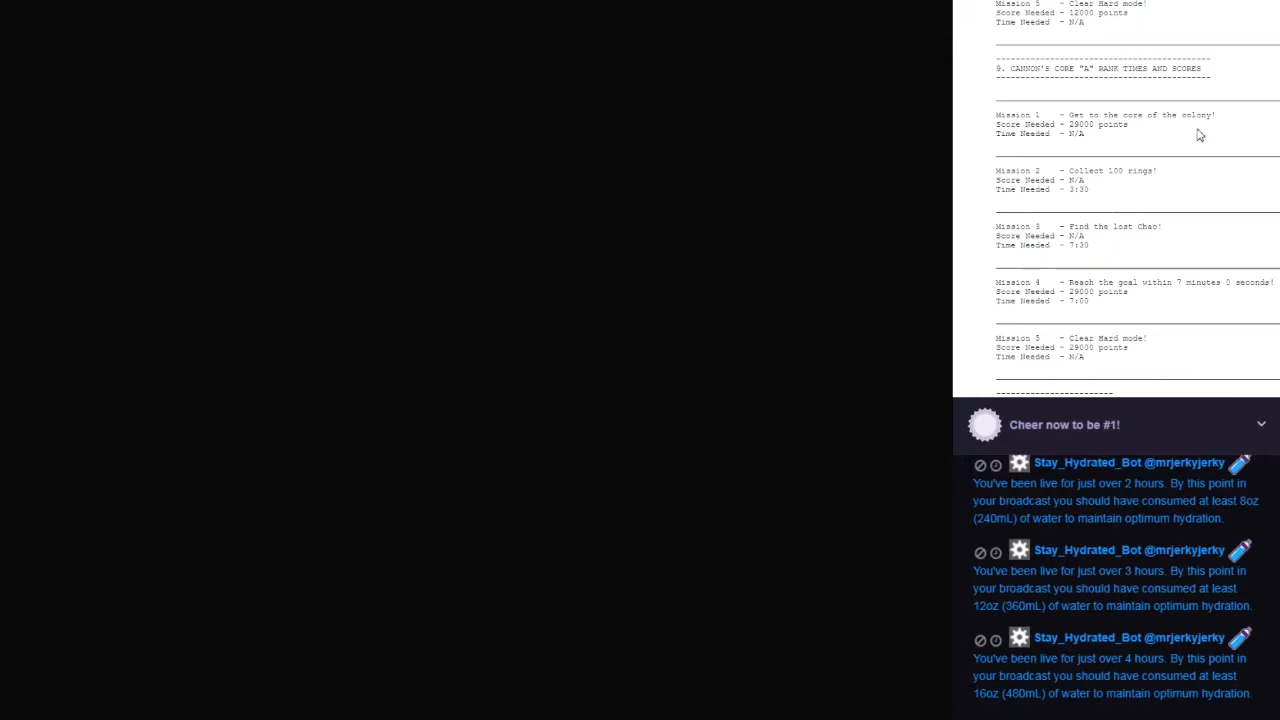 Mission 5    - Clear Hard mode!
Score Needed - 12000 points
Time Needed  - N/A
--------------------------------------------
9. CANNON'S CORE "A" RANK TIMES AND SCORES
--------------------------------------------
Mission 1    - Get to the core of the colony!
Score Needed - 29000 points
Time Needed  - N/A
Mission 2    - Collect 100 rings!
Score Needed - N/A
Time Needed  - 3:30
Mission 3    - Find the lost Chao!
Score Needed - N/A
Time Needed  - 7:30
Mission 4    - Reach the goal within 7 minutes 0 seconds!
Score Needed - 29000 points
Time Needed  - 7:00
Mission 5    - Clear Hard mode!
Score Needed - 29000 points
Time Needed  - N/A
------------------------
Cheer now to be #1!
Stay_Hydrated_Bot @mrjerkyjerky
You've been live for just over 2 hours. By this point in
your broadcast you should have consumed at least 8oz
(240mL) of water to maintain optimum hydration.
Stay_Hydrated_Bot @mrjerkyjerky
You've been live for just over 3 hours. By this point in
your broadcast you should have consumed at least
12oz (360mL) of water to maintain optimum hydration.
Stay_Hydrated_Bot @mrjerkyjerky
You've been live for just over 4 hours. By this point in
your broadcast you should have consumed at least
16oz (480mL) of water to maintain optimum hydration.